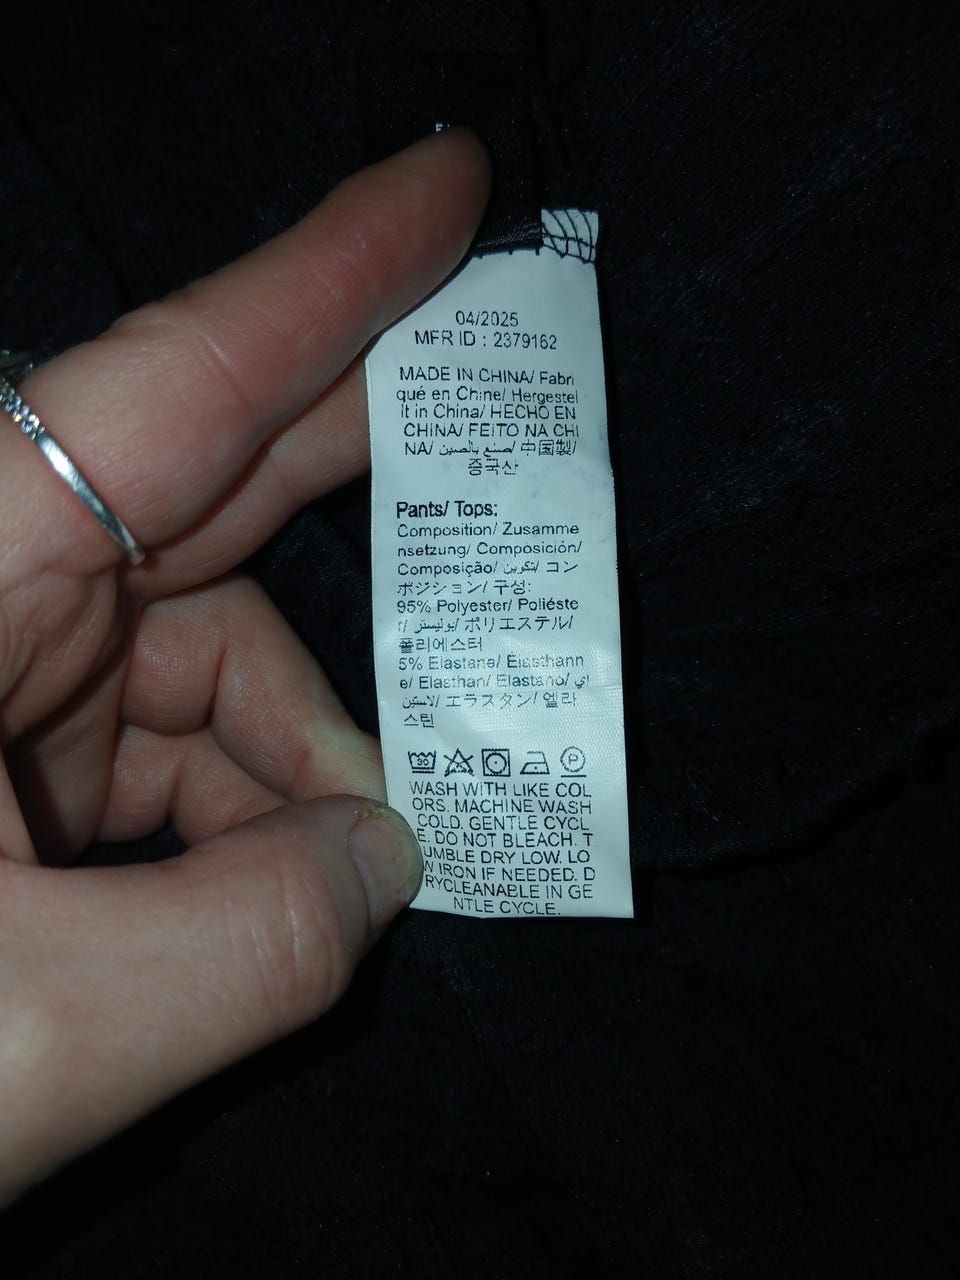 04/2025
MFR ID : 2379162
MADE IN CHINA/ Fabri
qué en Chine/ Hergestel
lt in China/ HECHO EN
CHINA/ FEITO NA CHI
NA/ صنع بالصين/ 中国製/
중국산
Pants/ Tops:
Composition/ Zusamme
nsetzung/ Composición/
Composição/ تكوين/ コン
ポジション/ 구성:
95% Polyester/ Poliéste
r/ بوليستر/ ポリエステル/
폴리에스터
5% Elastane/ Élasthann
e/ Elasthan/ Elastano/ اي
لاستين/ エラスタン/ 엘라
스틴
30 P
WASH WITH LIKE COL
ORS. MACHINE WASH
COLD. GENTLE CYCL
E. DO NOT BLEACH. T
UMBLE DRY LOW. LO
W IRON IF NEEDED. D
RYCLEANABLE IN GE
NTLE CYCLE.